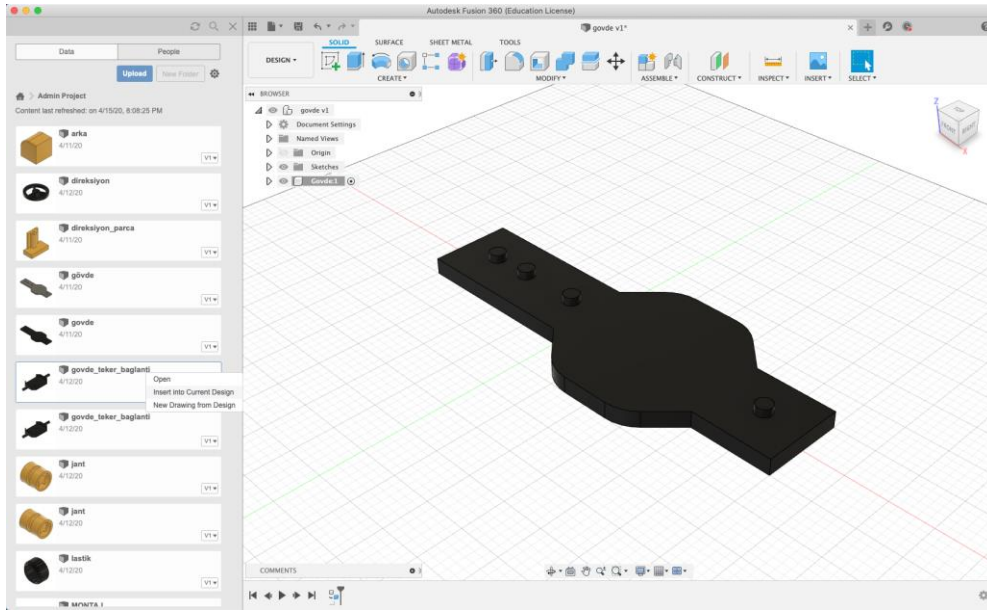 Autodesk Fusion 360 (Education License)
govde v1*
Data
People
Upload
New Folder
Admin Project
Content last refreshed: on 4/15/20, 8:08:25 PM
arka
4/11/20
V1
direksiyon
4/12/20
V1
direksiyon_parca
4/11/20
V1
gövde
4/11/20
V1
govde
4/11/20
V1
govde_teker_baglanti
4/12/20
Open
Insert into Current Design
New Drawing from Design
govde_teker_baglanti
4/12/20
V1
jant
4/12/20
V1
jant
4/12/20
V1
lastik
4/12/20
V1
DESIGN
SOLID
SURFACE
SHEET METAL
TOOLS
CREATE
MODIFY
ASSEMBLE
CONSTRUCT
INSPECT
INSERT
SELECT
BROWSER
govde v1
Document Settings
Named Views
Origin
Sketches
Govde:1
Z
TOP
FRONT
RIGHT
X
COMMENTS